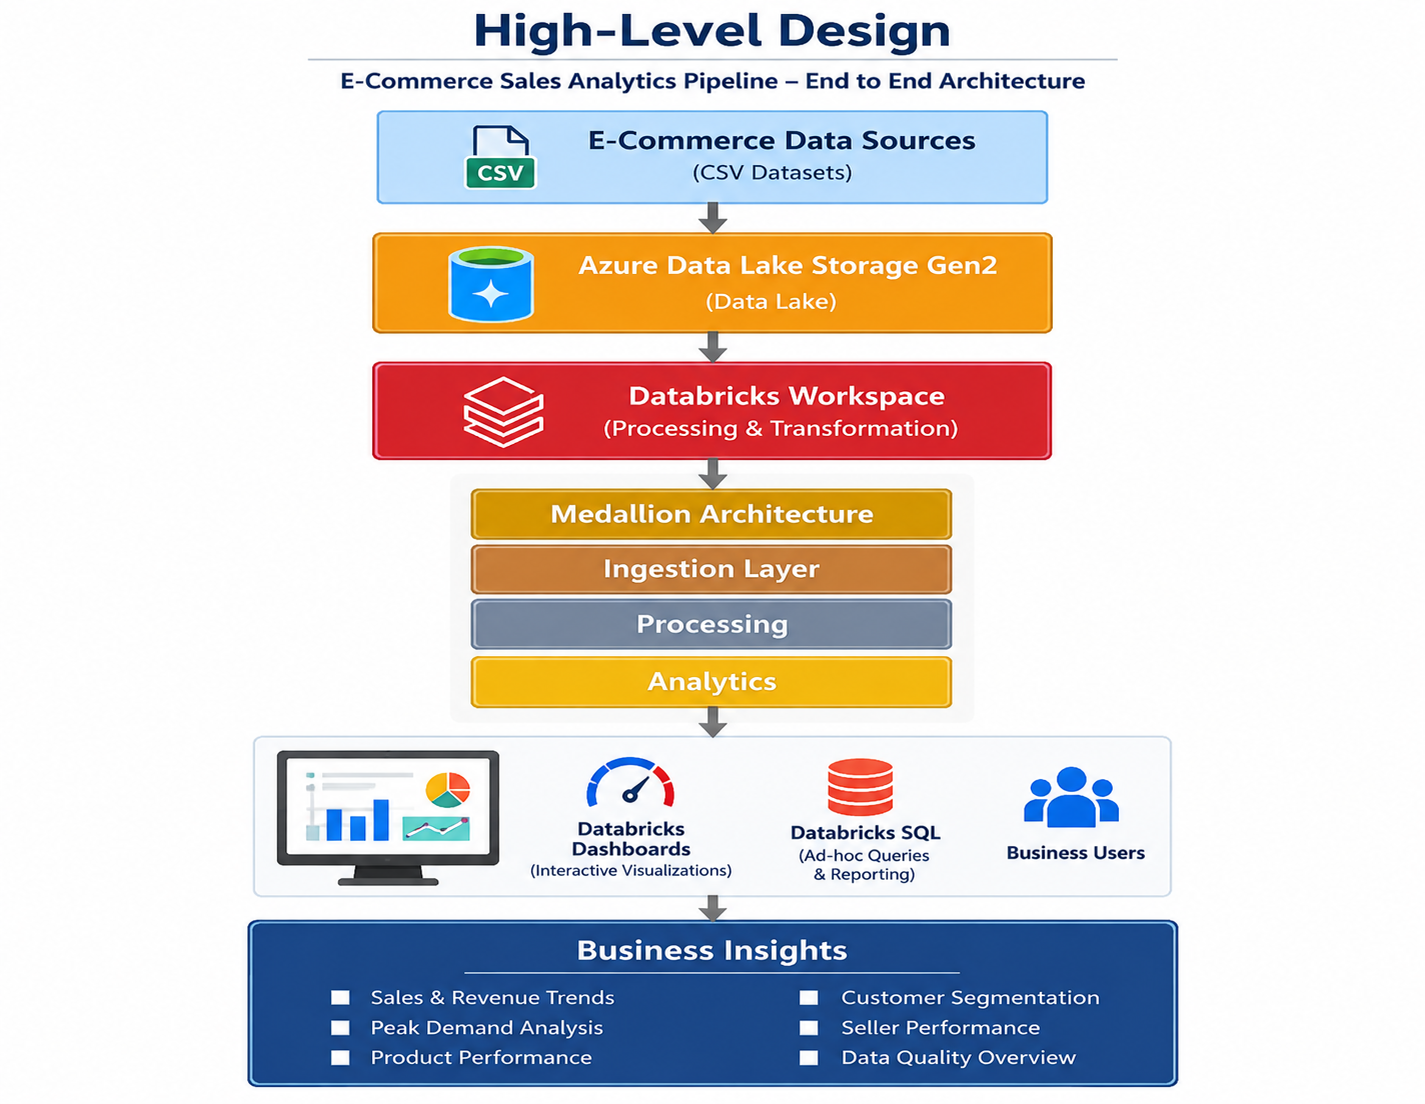 High-Level Design
E-Commerce Sales Analytics Pipeline – End to End Architecture
CSV
E-Commerce Data Sources
(CSV Datasets)
Azure Data Lake Storage Gen2
(Data Lake)
Databricks Workspace
(Processing & Transformation)
Medallion Architecture
Ingestion Layer
Processing
Analytics
Databricks
Dashboards
(Interactive Visualizations)
Databricks SQL
(Ad-hoc Queries
& Reporting)
Business Users
Business Insights
Sales & Revenue Trends
Peak Demand Analysis
Product Performance
Customer Segmentation
Seller Performance
Data Quality Overview